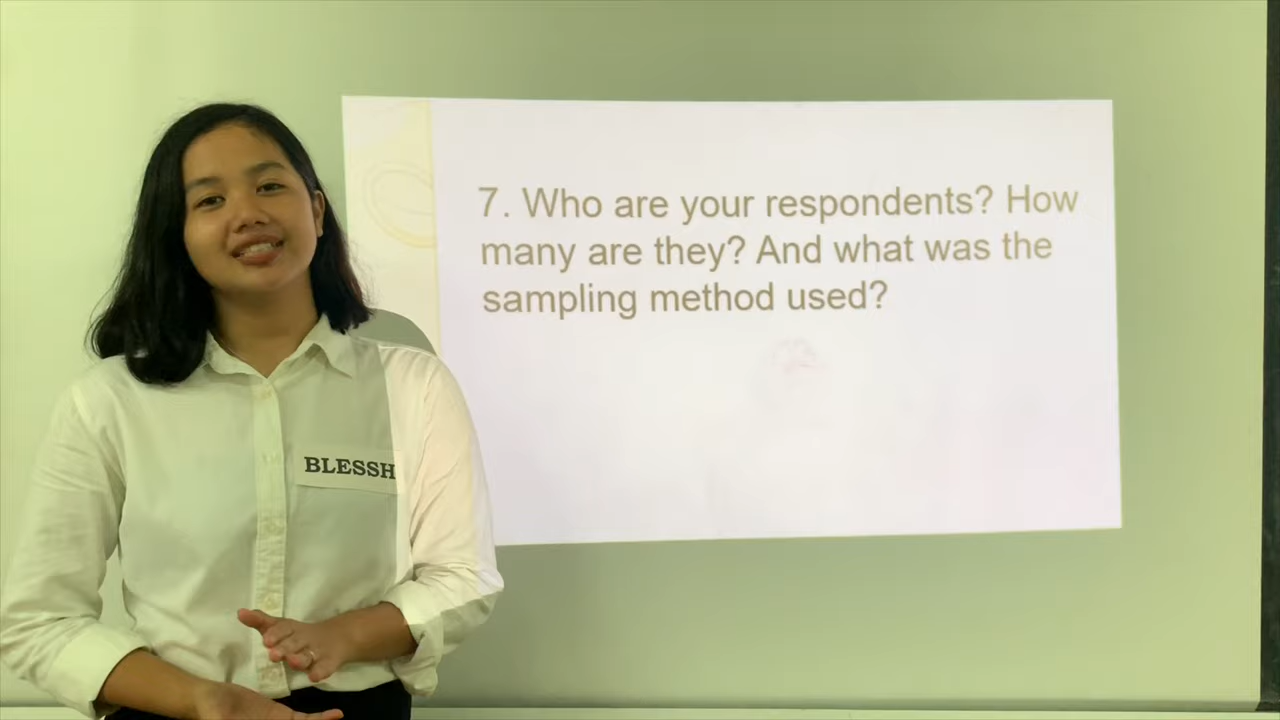 7. Who are your respondents? How
many are they? And what was the
sampling method used?
BLESSH